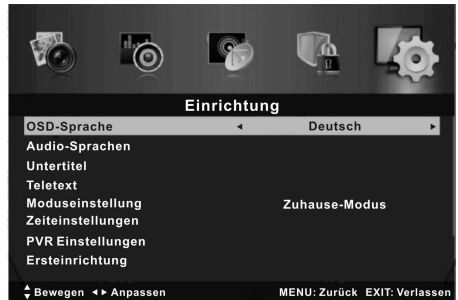 Einrichtung
OSD-Sprache ◄ Deutsch ►
Audio-Sprachen
Untertitel
Teletext
Moduseinstellung Zuhause-Modus
Zeiteinstellungen
PVR Einstellungen
Ersteinrichtung
Bewegen ◄► Anpassen MENU: Zurück EXIT: Verlassen